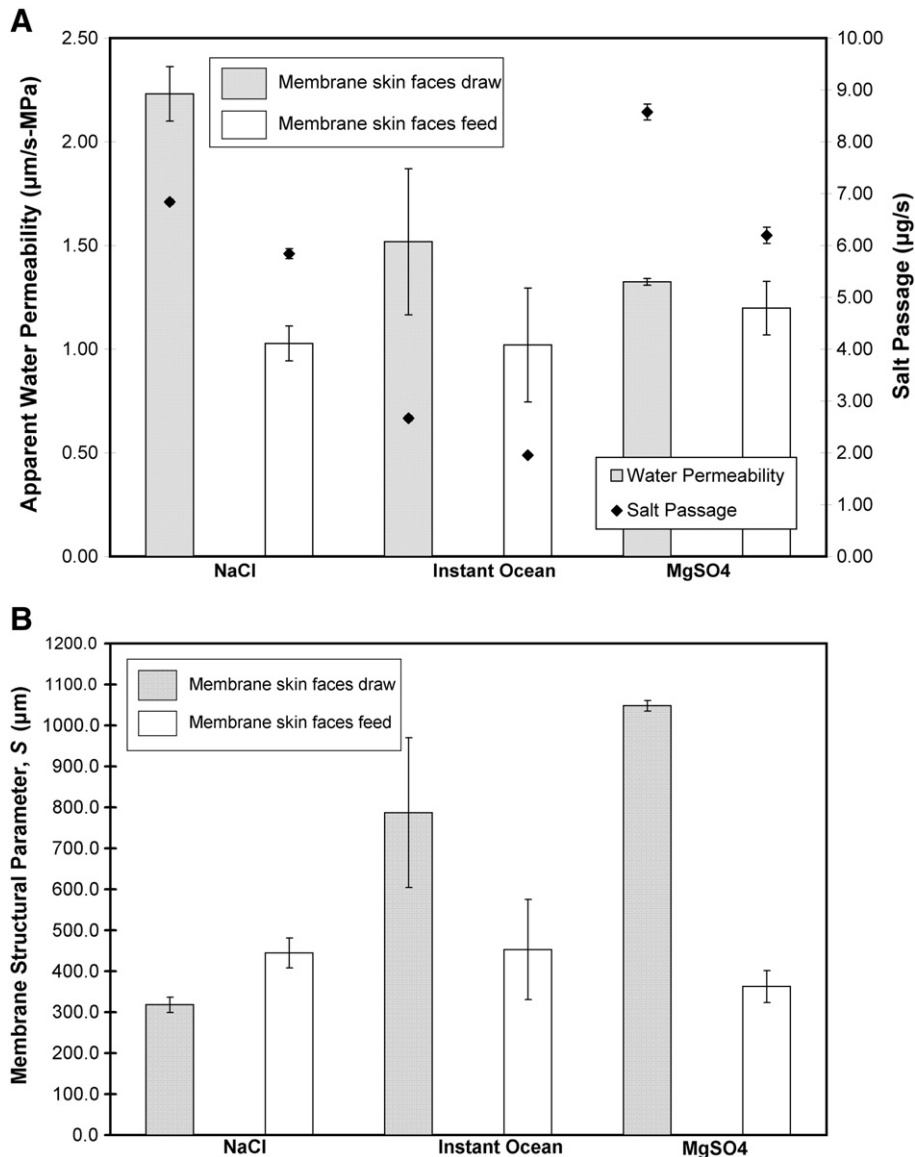 A
2.50
2.00
1.50
1.00
0.50
0.00
Apparent Water Permeability (µm/s-MPa)
Membrane skin faces draw
Membrane skin faces feed
10.00
9.00
8.00
7.00
6.00
5.00
4.00
3.00
2.00
1.00
0.00
Salt Passage (µg/s)
Water Permeability
Salt Passage
NaCl
Instant Ocean
MgSO4
B
1200.0
1100.0
1000.0
900.0
800.0
700.0
600.0
500.0
400.0
300.0
200.0
100.0
0.0
Membrane Structural Parameter, S (µm)
Membrane skin faces draw
Membrane skin faces feed
NaCl
Instant Ocean
MgSO4